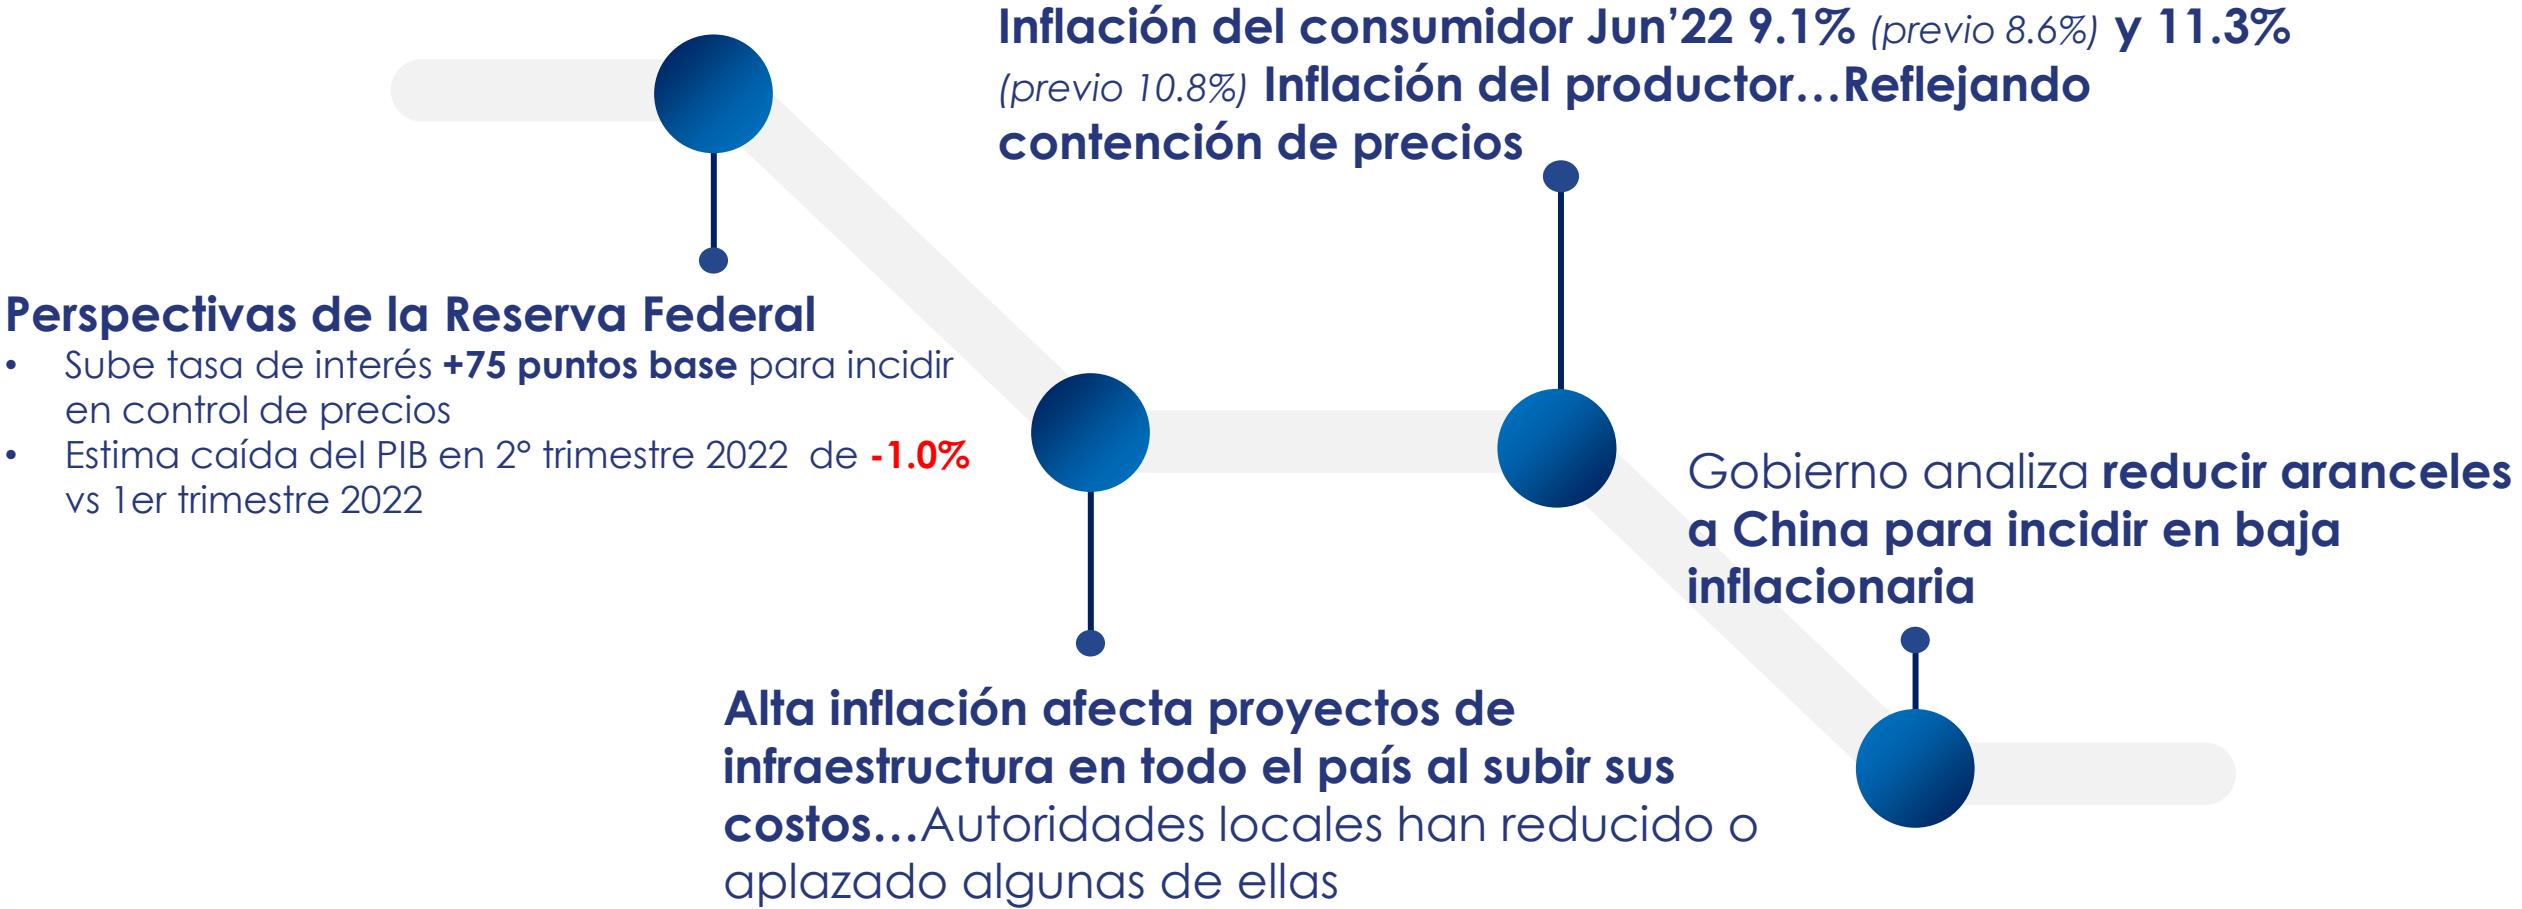 Inflación del consumidor Jun’22 9.1% (previo 8.6%) y 11.3%
(previo 10.8%) Inflación del productor…Reflejando
contención de precios
Perspectivas de la Reserva Federal
• Sube tasa de interés +75 puntos base para incidir
en control de precios
• Estima caída del PIB en 2° trimestre 2022 de -1.0%
vs 1er trimestre 2022
Gobierno analiza reducir aranceles
a China para incidir en baja
inflacionaria
Alta inflación afecta proyectos de
infraestructura en todo el país al subir sus
costos…Autoridades locales han reducido o
aplazado algunas de ellas